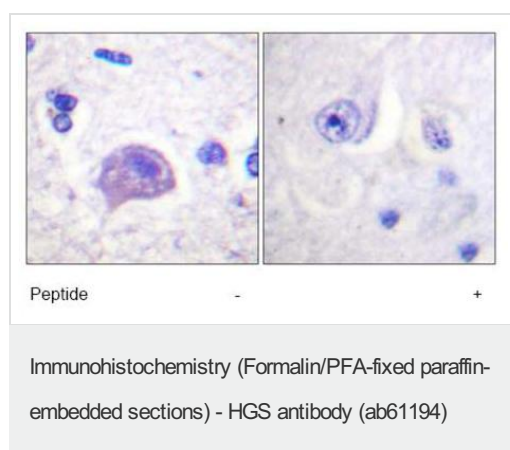 Peptide - +
Immunohistochemistry (Formalin/PFA-fixed paraffin-
embedded sections) - HGS antibody (ab61194)